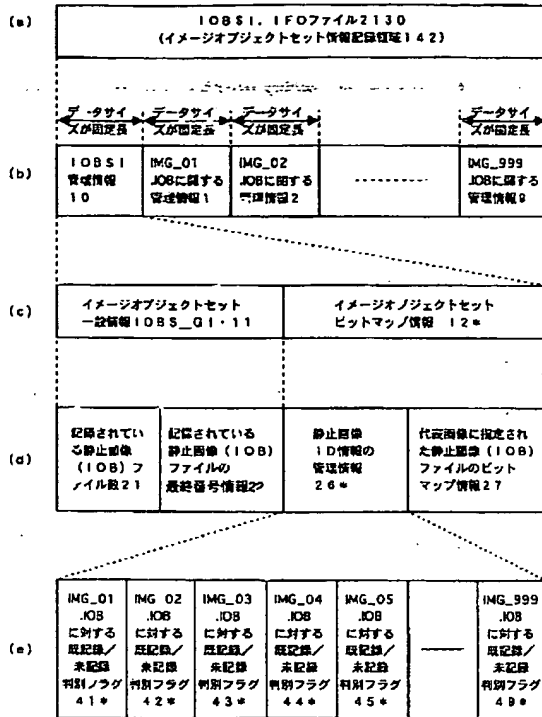 (a)
IOBSI. IFOファイル2130
(イメージオブジェクトセット情報記録領域142)
データサイ
ズが固定長
データサイ
ズが固定長
データサイ
ズが固定長
データサイ
ズが固定長
(b)
IOBSI
管理情報
10
IMG_01
.IOBに関する
管理情報1
IMG_02
.IOBに関する
管理情報2
IMG_999
.IOBに関する
管理情報9
(c)
イメージオブジェクトセット
一般情報IOBS_GI・11
イメージオブジェクトセット
ビットマップ情報 12*
(d)
記録されてい
る静止画像
(IOB)フ
ァイル数21
記録されている
静止画像(IOB)
ファイルの
最終番号情報22
静止画像
ID情報の
管理情報
26*
代表画像に指定され
た静止画像(IOB)
ファイルのビット
マップ情報27
(e)
IMG_01
.IOB
に対する
既記録/
未記録
判別フラグ
41*
IMG_02
.IOB
に対する
既記録/
未記録
判別フラグ
42*
IMG_03
.IOB
に対する
既記録/
未記録
判別フラグ
43*
IMG_04
.IOB
に対する
既記録/
未記録
判別フラグ
44*
IMG_05
.IOB
に対する
既記録/
未記録
判別フラグ
45*
IMG_999
.IOB
に対する
既記録/
未記録
判別フラグ
49*